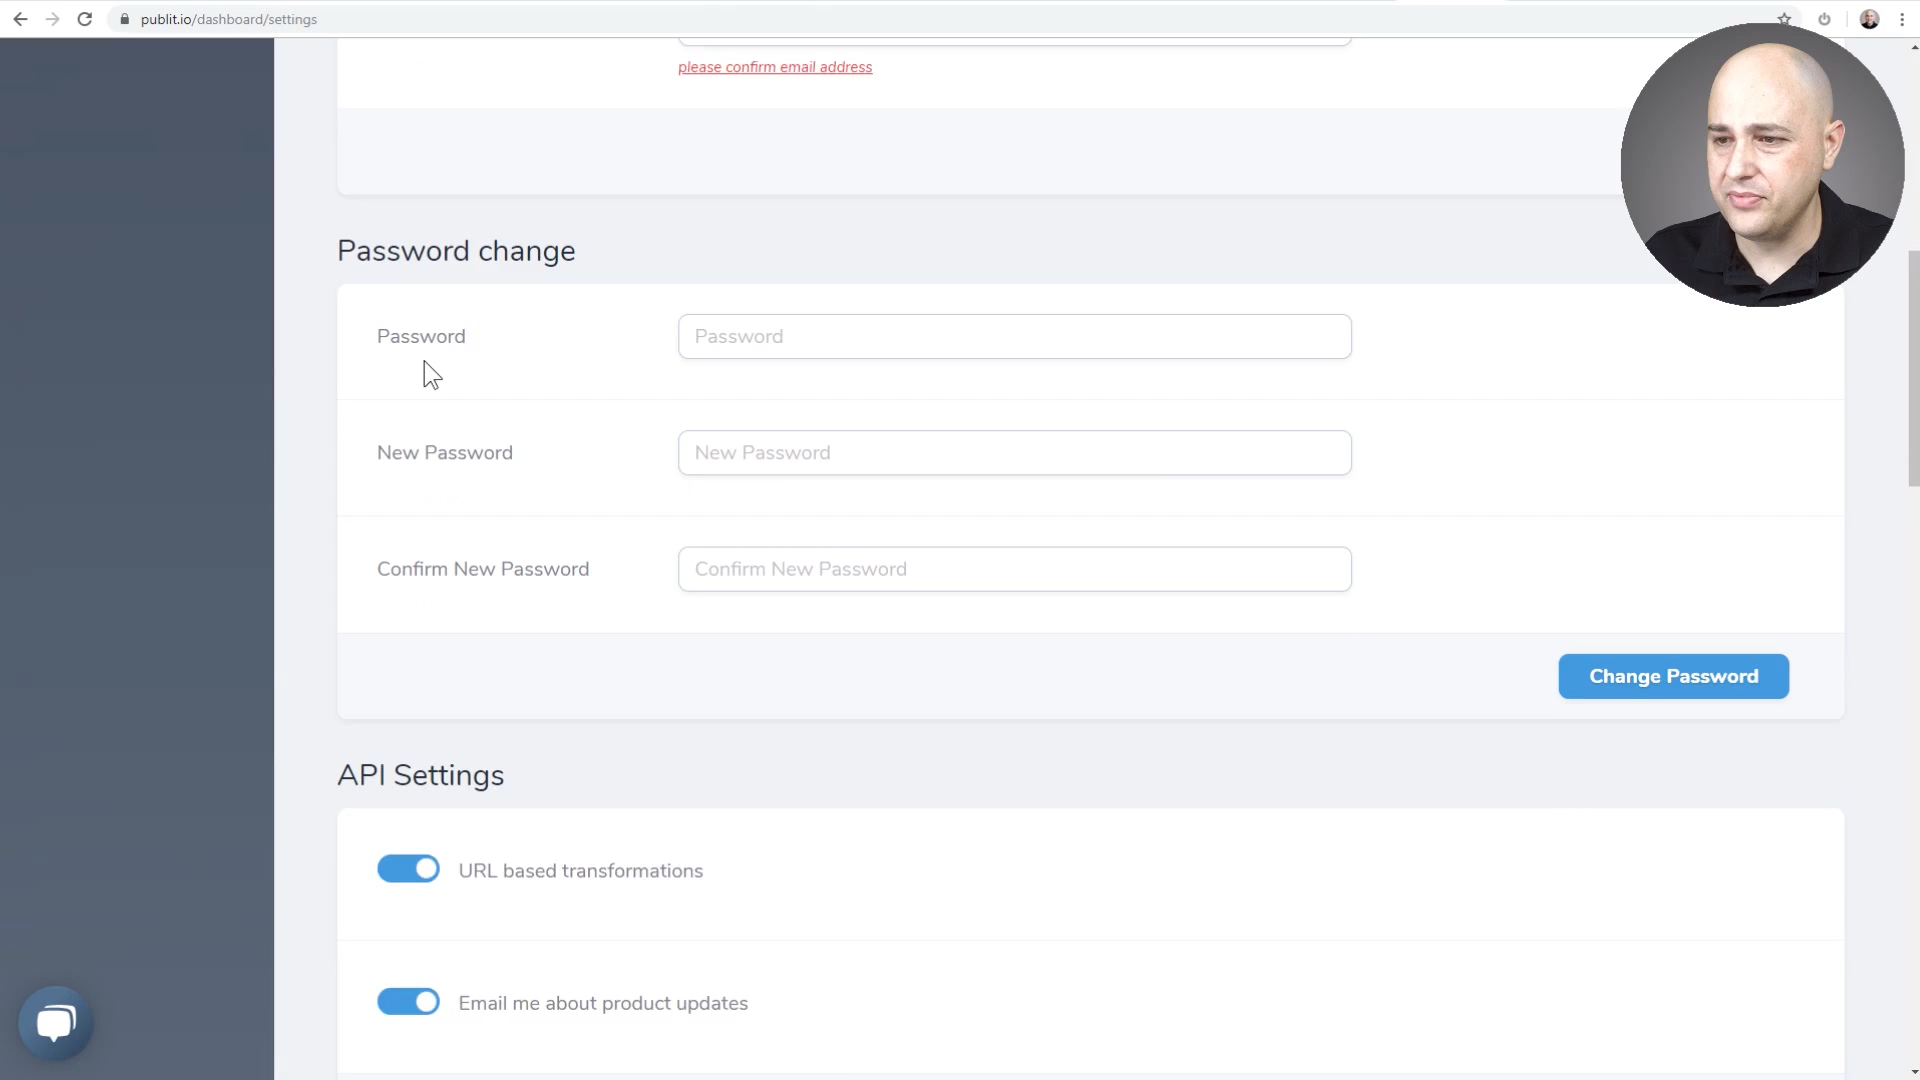 publit.io/dashboard/settings
please confirm email address
Password change
Password
Password
New Password
New Password
Confirm New Password
Confirm New Password
Change Password
API Settings
URL based transformations
Email me about product updates